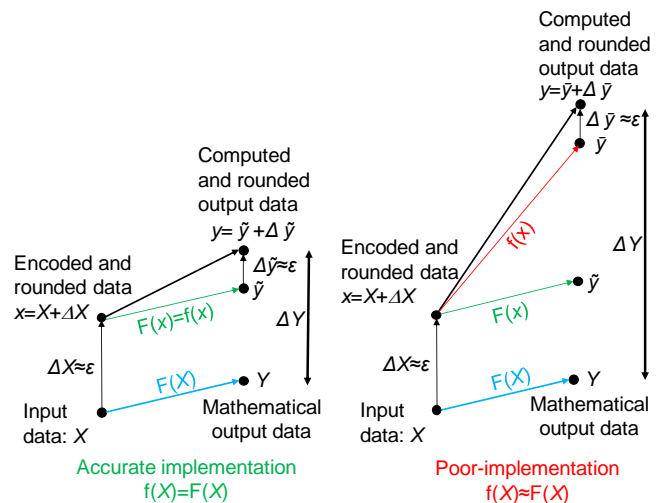 Computed
and rounded
output data
y= ỹ +Δ ỹ
Encoded and
rounded data
x=X+ΔX
Δỹ≈ε
ỹ
F(x)=f(x)
ΔY
ΔX≈ε
F(X)
Y
Input
data: X
Mathematical
output data
Accurate implementation
f(X)=F(X)
Computed
and rounded
output data
y=ȳ+Δ ȳ
Δ ȳ ≈ε
ȳ
f(x)
ΔY
Encoded and
rounded data
x=X+ΔX
ỹ
F(x)
ΔX≈ε
F(X)
Y
Input
data: X
Mathematical
output data
Poor-implementation
f(X)≈F(X)